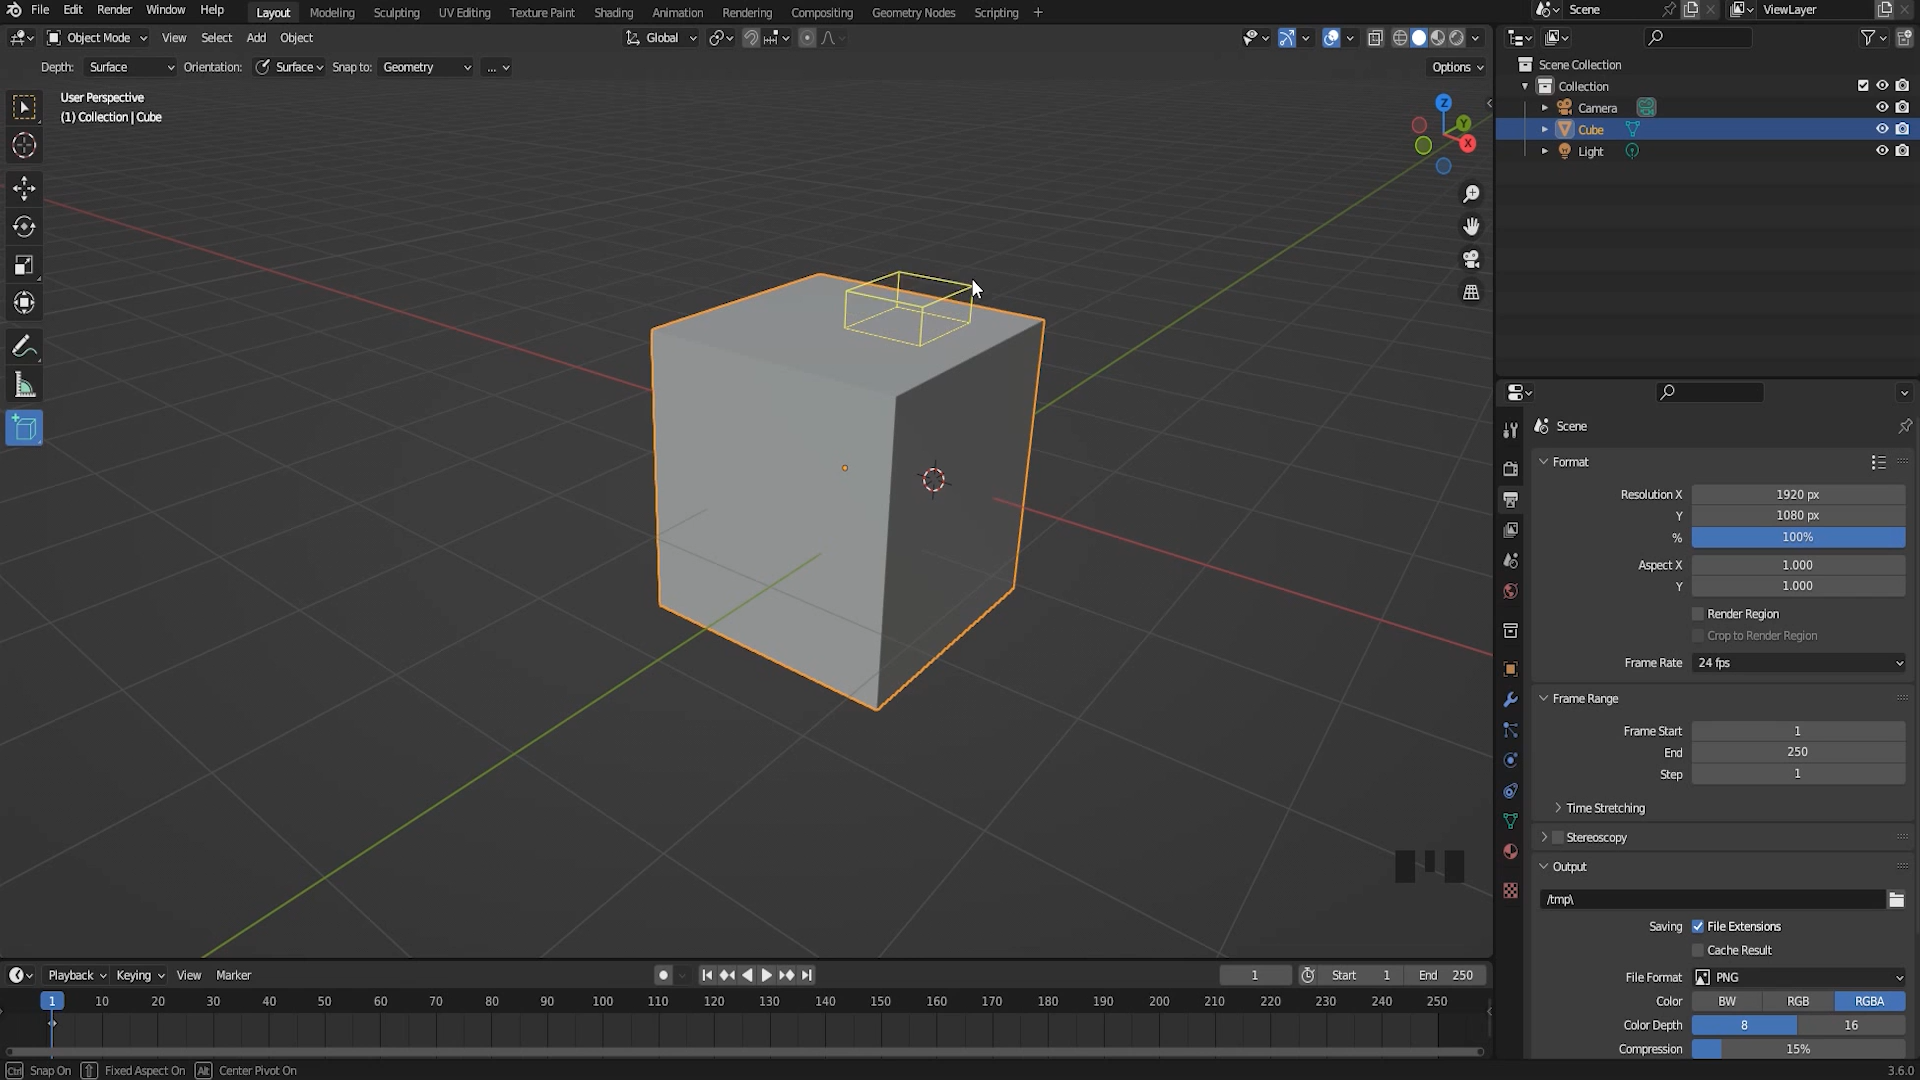 File Edit Render Window Help Layout Modeling Sculpting UV Editing Texture Paint Shading Animation Rendering Compositing Geometry Nodes Scripting + Scene ViewLayer
Object Mode View Select Add Object Global
Depth: Surface Orientation: Surface Snap to: Geometry ... Options
User Perspective
(1) Collection | Cube
Z
Y
X
Scene Collection
Collection
Camera
Cube
Light
Scene
Format
Resolution X 1920 px
Y 1080 px
% 100%
Aspect X 1.000
Y 1.000
Render Region
Crop to Render Region
Frame Rate 24 fps
Frame Range
Frame Start 1
End 250
Step 1
Time Stretching
Stereoscopy
Output
/tmp\
Saving File Extensions
Cache Result
File Format PNG
Color BW RGB RGBA
Color Depth 8 16
Compression 15%
Playback Keying View Marker 1 Start 1 End 250
1 10 20 30 40 50 60 70 80 90 100 110 120 130 140 150 160 170 180 190 200 210 220 230 240 250
Ctrl Snap On Fixed Aspect On Alt Center Pivot On 3.6.0